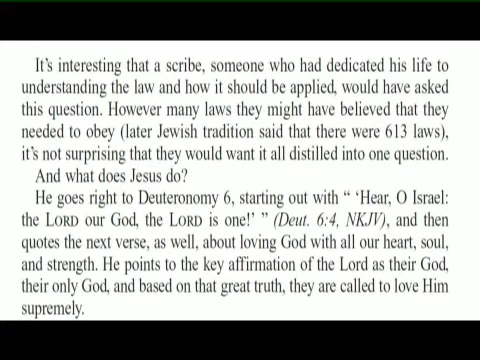 It's interesting that a scribe, someone who had dedicated his life to
understanding the law and how it should be applied, would have asked
this question. However many laws they might have believed that they
needed to obey (later Jewish tradition said that there were 613 laws),
it's not surprising that they would want it all distilled into one question.
And what does Jesus do?
He goes right to Deuteronomy 6, starting out with “ ‘Hear, O Israel:
the LORD our God, the LORD is one!’ ” (Deut. 6:4, NKJV), and then
quotes the next verse, as well, about loving God with all our heart, soul,
and strength. He points to the key affirmation of the Lord as their God,
their only God, and based on that great truth, they are called to love Him
supremely.